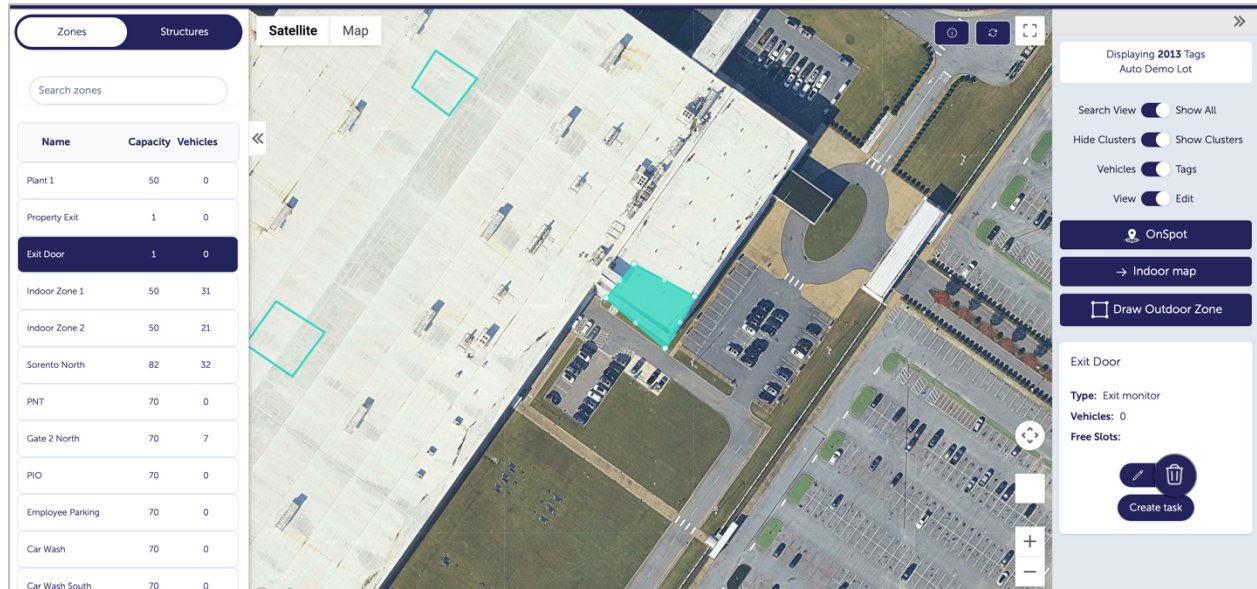 Zones
Structures
Search zones
Name Capacity Vehicles
Plant 1 50 0
Property Exit 1 0
Exit Door 1 0
Indoor Zone 1 50 31
Indoor Zone 2 50 21
Sorento North 82 32
PNT 70 0
Gate 2 North 70 7
PIO 70 0
Employee Parking 70 0
Car Wash 70 0
Car Wash South 70 0
Satellite
Map
Displaying 2013 Tags
Auto Demo Lot
Search View Show All
Hide Clusters Show Clusters
Vehicles Tags
View Edit
OnSpot
→ Indoor map
Draw Outdoor Zone
Exit Door
Type: Exit monitor
Vehicles: 0
Free Slots:
Create task